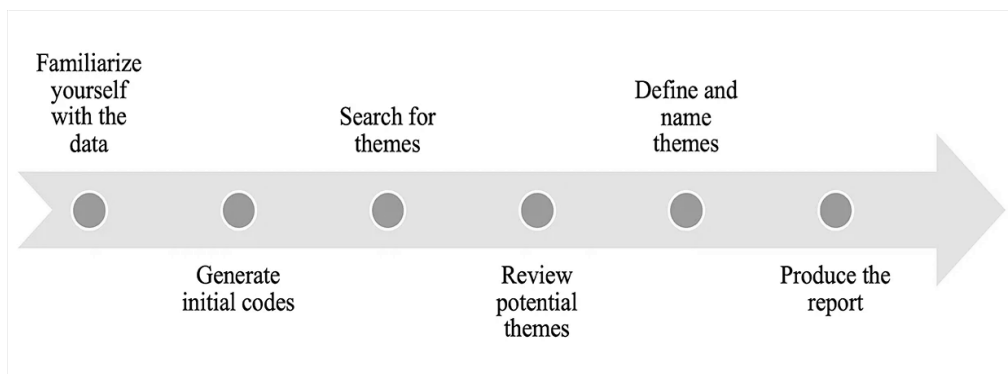 Familiarize
yourself
with the
data
Generate
initial codes
Search for
themes
Review
potential
themes
Define and
name
themes
Produce the
report